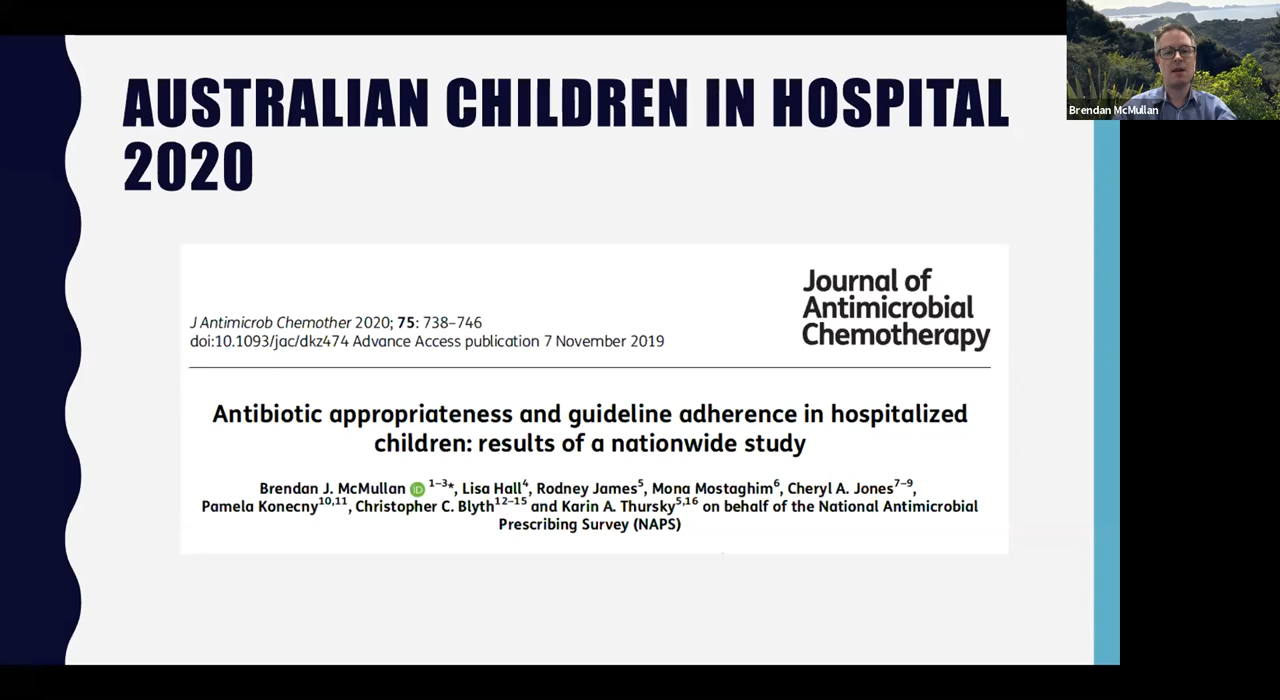 AUSTRALIAN CHILDREN IN HOSPITAL
2020
Brendan McMullan
Journal of
Antimicrobial
Chemotherapy
J Antimicrob Chemother 2020; 75: 738–746
doi:10.1093/jac/dkz474 Advance Access publication 7 November 2019
Antibiotic appropriateness and guideline adherence in hospitalized
children: results of a nationwide study
Brendan J. McMullan iD 1–3*, Lisa Hall4, Rodney James5, Mona Mostaghim6, Cheryl A. Jones7–9,
Pamela Konecny10,11, Christopher C. Blyth12–15 and Karin A. Thursky5,16 on behalf of the National Antimicrobial
Prescribing Survey (NAPS)